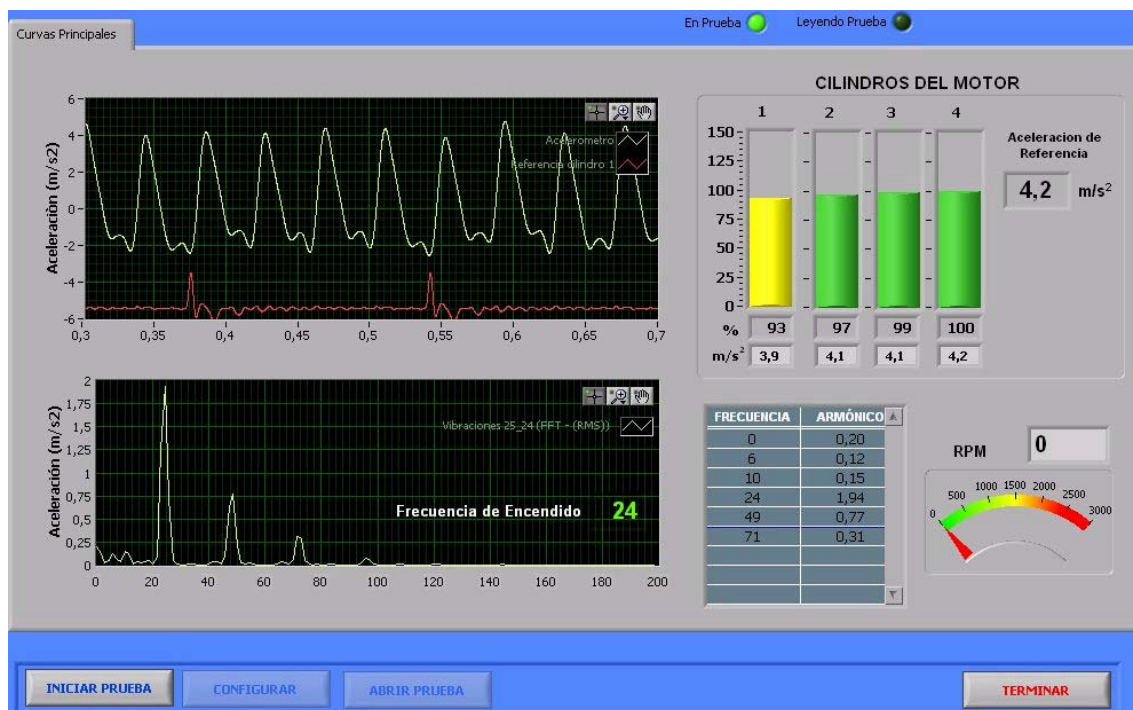 En Prueba Leyendo Prueba
Curvas Principales
Aceleración (m/s2)
6
4
2
0
-2
-4
-6
Acelerometro
Referencia cilindro 1
0,3 0,35 0,4 0,45 0,5 0,55 0,6 0,65 0,7
Aceleración (m/s2)
2
1,75
1,5
1,25
1
0,75
0,5
0,25
0
Vibraciones 25_24 (FFT - (RMS))
Frecuencia de Encendido 24
0 20 40 60 80 100 120 140 160 180 200
CILINDROS DEL MOTOR
1 2 3 4
150
125
100
75
50
25
0
% 93 97 99 100
m/s² 3,9 4,1 4,1 4,2
Aceleracion de
Referencia
4,2 m/s²
FRECUENCIA ARMÓNICO
0 0,20
6 0,12
10 0,15
24 1,94
49 0,77
71 0,31
RPM 0
0 500 1000 1500 2000 2500 3000
INICIAR PRUEBA CONFIGURAR ABRIR PRUEBA TERMINAR